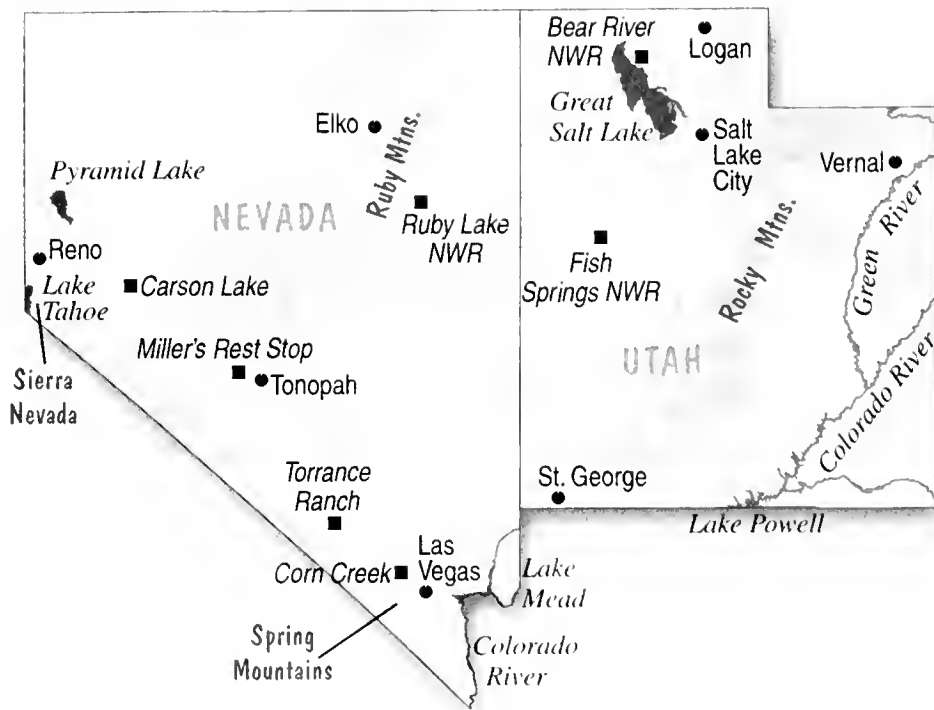 Bear River
NWR
Logan
Great
Salt Lake
Salt
Lake
City
Vernal
Elko
Ruby Mtns.
Pyramid Lake
NEVADA
Ruby Lake
NWR
Reno
Lake
Tahoe
Carson Lake
Fish
Springs NWR
Rocky Mtns.
Green River
UTAH
Colorado River
Miller's Rest Stop
Tonopah
Sierra
Nevada
Torrance
Ranch
St. George
Lake Powell
Corn Creek
Las
Vegas
Lake
Mead
Spring
Mountains
Colorado
River